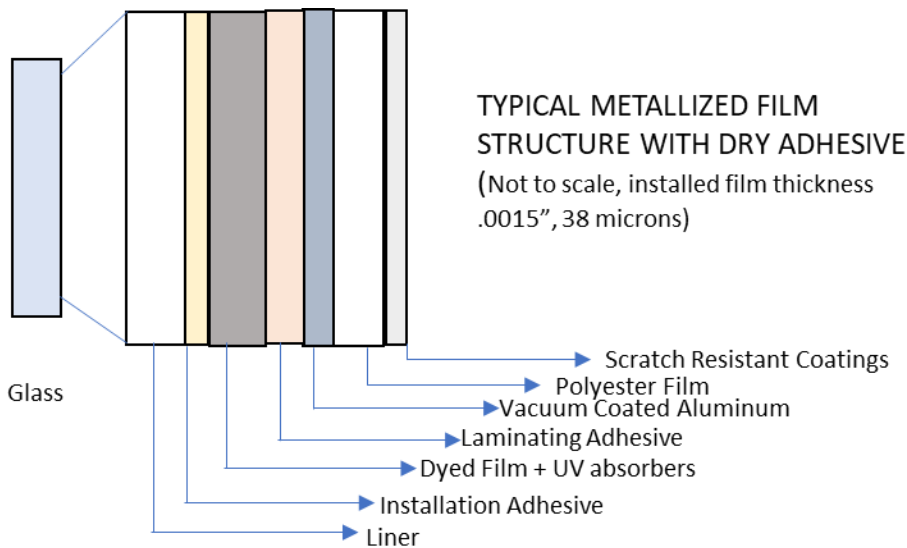 TYPICAL METALLIZED FILM
STRUCTURE WITH DRY ADHESIVE
(Not to scale, installed film thickness
.0015”, 38 microns)
Scratch Resistant Coatings
Polyester Film
Glass
Vacuum Coated Aluminum
Laminating Adhesive
Dyed Film + UV absorbers
Installation Adhesive
Liner